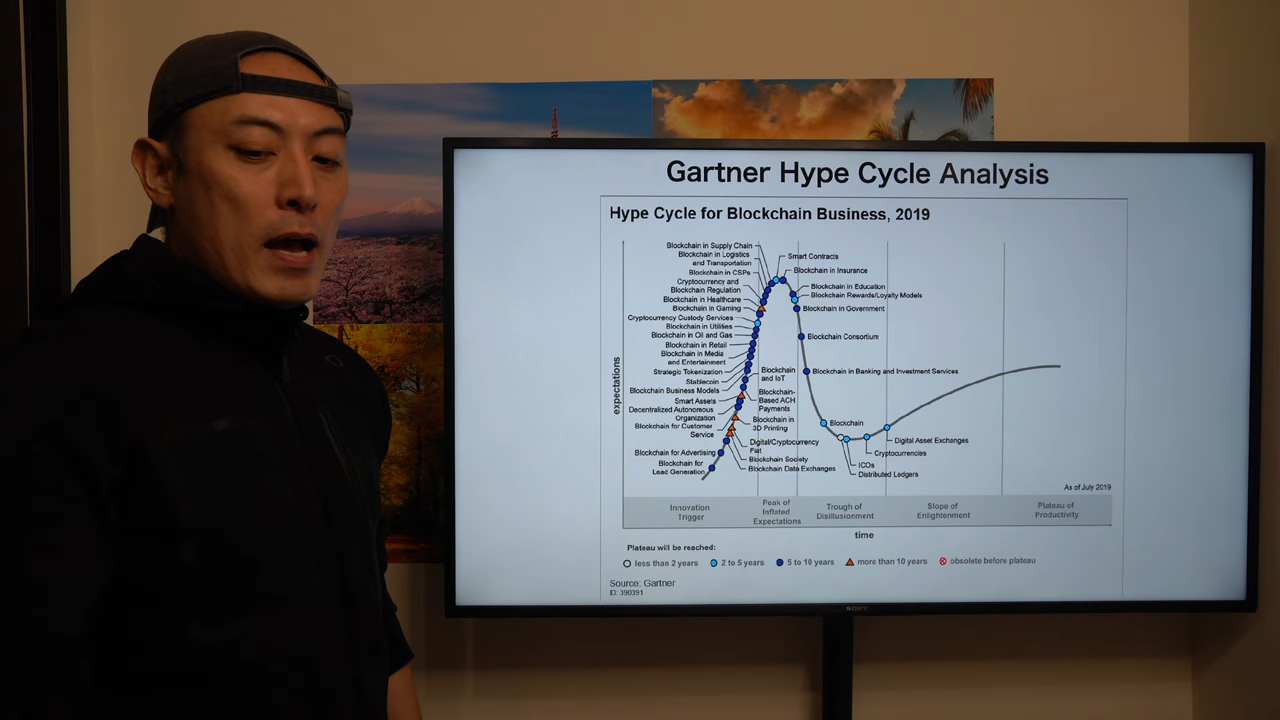 Gartner Hype Cycle Analysis
Hype Cycle for Blockchain Business, 2019
expectations
Blockchain in Supply Chain
Blockchain in Logistics
and Transportation
Blockchain in CSPs
Cryptocurrency and
Blockchain Regulation
Blockchain in Healthcare
Blockchain in Gaming
Cryptocurrency Custody Services
Blockchain in Utilities
Blockchain in Oil and Gas
Blockchain in Retail
Blockchain in Media
and Entertainment
Strategic Tokenization
Stablecoin
Blockchain Business Models
Smart Assets
Decentralized Autonomous
Organization
Blockchain for Customer
Service
Blockchain for Advertising
Blockchain for
Lead Generation
Smart Contracts
Blockchain in Insurance
Blockchain in Education
Blockchain Rewards/Loyalty Models
Blockchain in Government
Blockchain Consortium
Blockchain in Banking and Investment Services
Blockchain
and IoT
Blockchain-
Based ACH
Payments
Blockchain in
3D Printing
Digital/Cryptocurrency
Fiat
Blockchain Society
Blockchain Data Exchanges
Blockchain
Digital Asset Exchanges
Cryptocurrencies
ICOs
Distributed Ledgers
As of July 2019
Innovation
Trigger
Peak of
Inflated
Expectations
Trough of
Disillusionment
Slope of
Enlightenment
Plateau of
Productivity
time
Plateau will be reached:
less than 2 years
2 to 5 years
5 to 10 years
more than 10 years
obsolete before plateau
Source: Gartner
ID: 390391
SONY